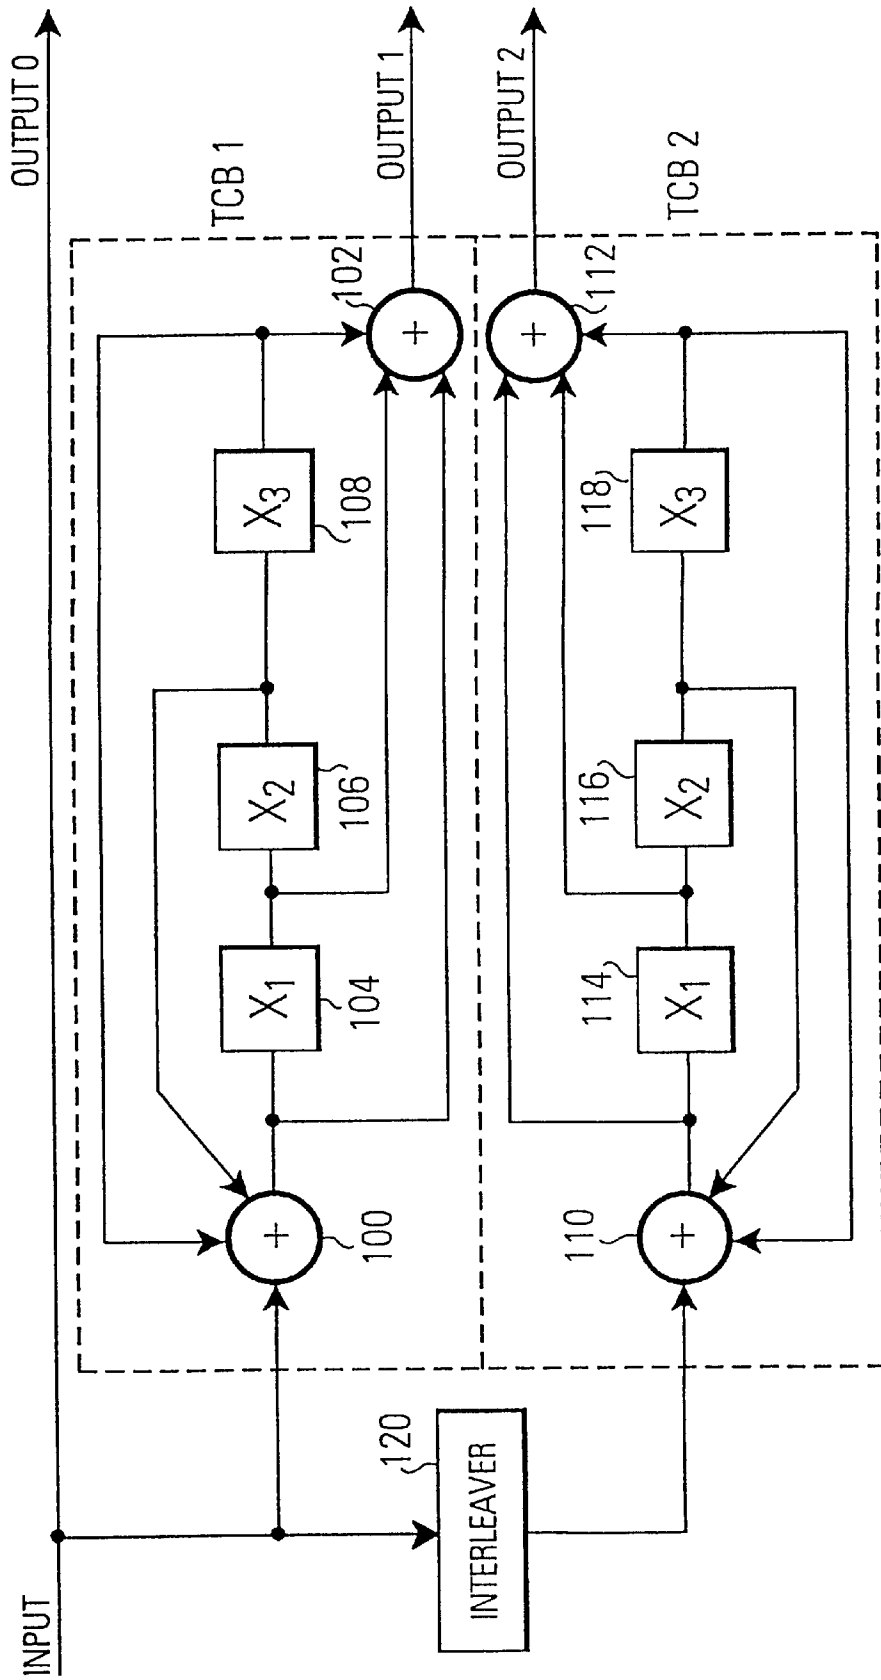 INPUT
OUTPUT 0
TCB 1
100
+
X1
104
X2
106
X3
108
102
+
OUTPUT 1
120
INTERLEAVER
OUTPUT 2
+
112
TCB 2
110
+
114
X1
116
X2
118
X3